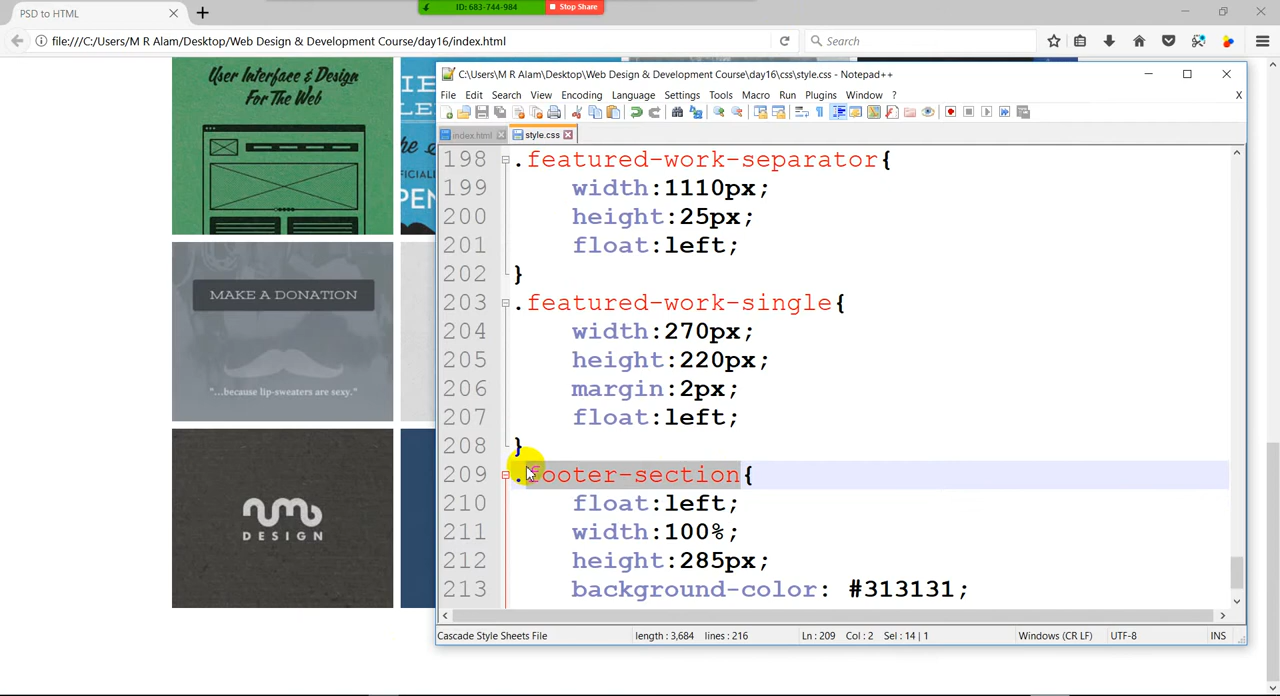 PSD to HTML
ID: 683-744-984
Stop Share
file:///C:/Users/M R Alam/Desktop/Web Design & Development Course/day16/index.html
Search
User Interface & Design
For The Web
MAKE A DONATION
"...because lip-sweaters are sexy."
NUMB
DESIGN
C:\Users\M R Alam\Desktop\Web Design & Development Course\day16\css\style.css - Notepad++
File Edit Search View Encoding Language Settings Tools Macro Run Plugins Window ? X
index.html style.css
198 .featured-work-separator{
199 width:1110px;
200 height:25px;
201 float:left;
202 }
203 .featured-work-single{
204 width:270px;
205 height:220px;
206 margin:2px;
207 float:left;
208 }
209 .footer-section{
210 float:left;
211 width:100%;
212 height:285px;
213 background-color: #313131;
Cascade Style Sheets File length : 3,684 lines : 216 Ln : 209 Col : 2 Sel : 14 | 1 Windows (CR LF) UTF-8 INS